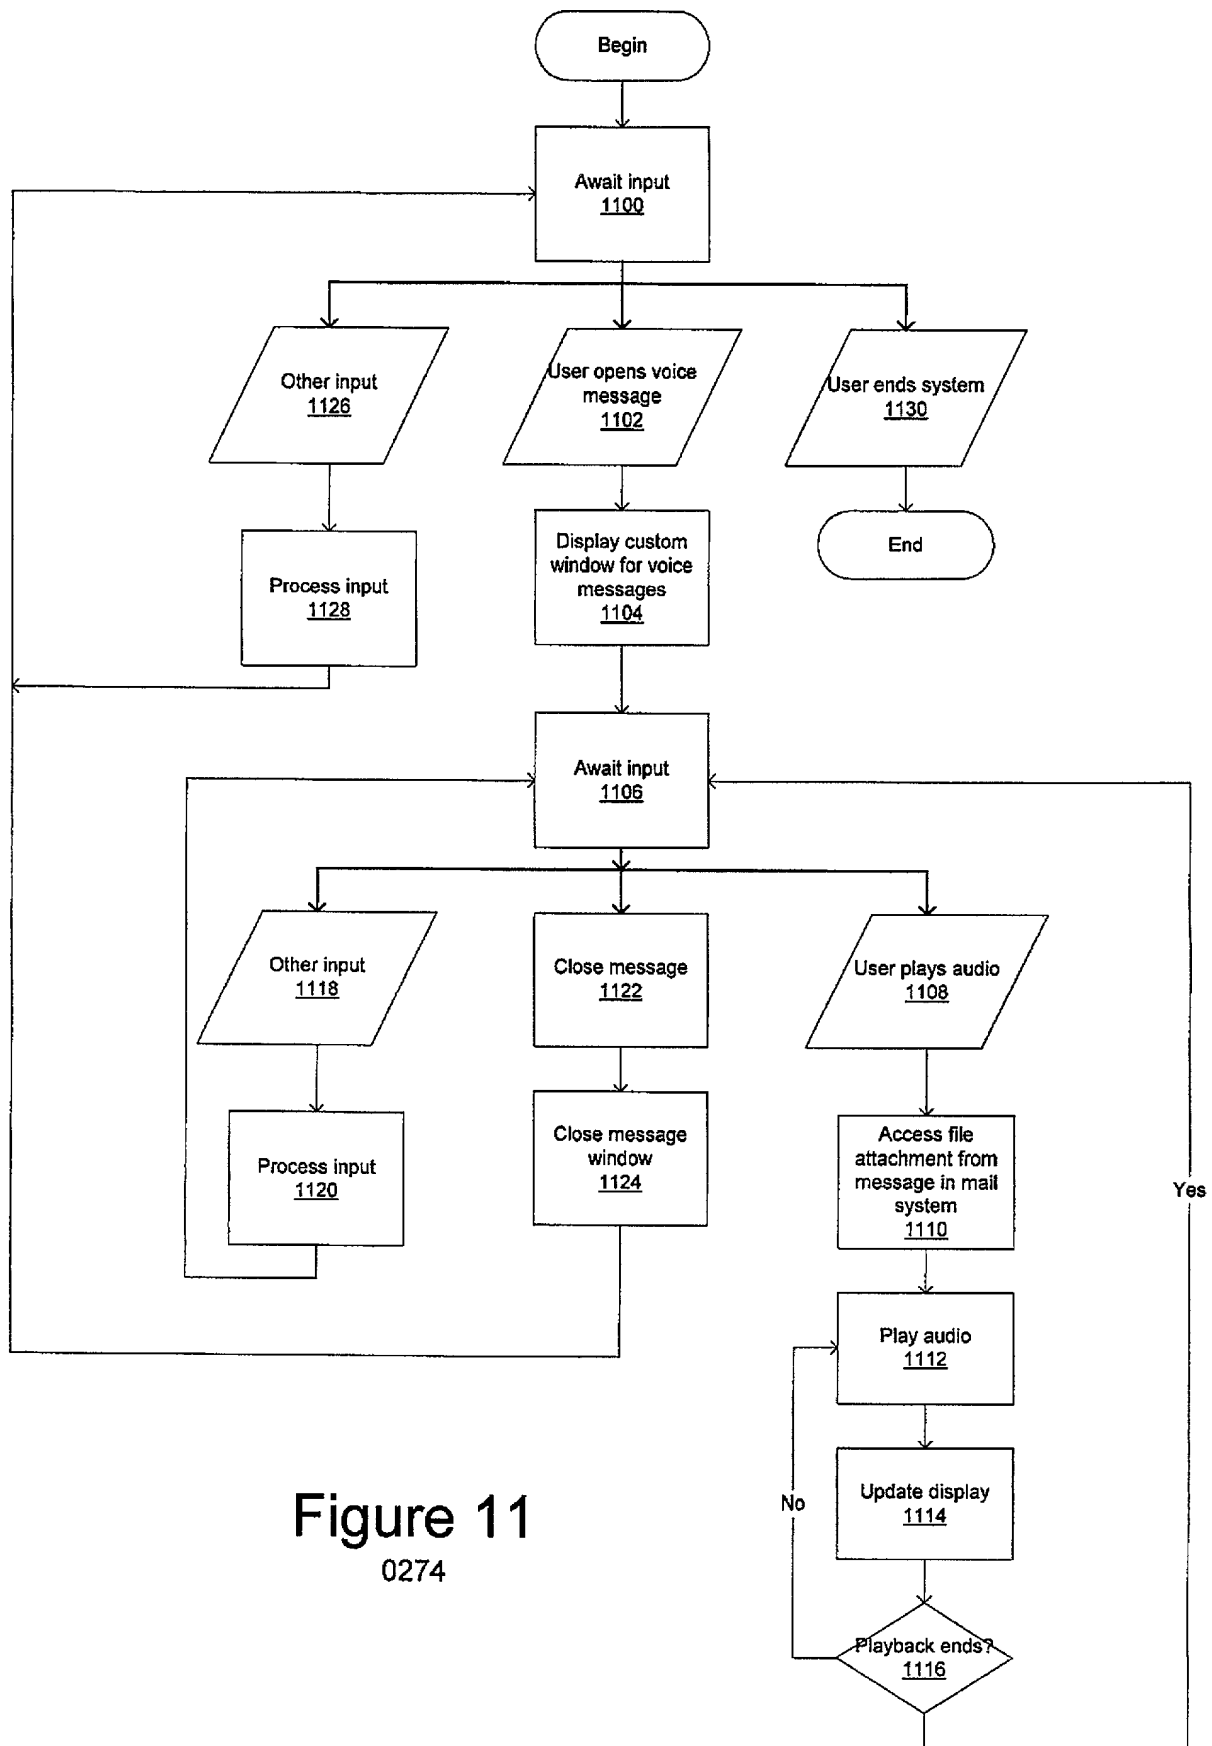 Begin
Await input
1100
Other input
1126
User opens voice
message
1102
User ends system
1130
Process input
1128
Display custom
window for voice
messages
1104
End
Await input
1106
Other input
1118
Close message
1122
User plays audio
1108
Process input
1120
Close message
window
1124
Access file
attachment from
message in mail
system
1110
Yes
Play audio
1112
Update display
1114
No
Figure 11
0274
Playback ends?
1116